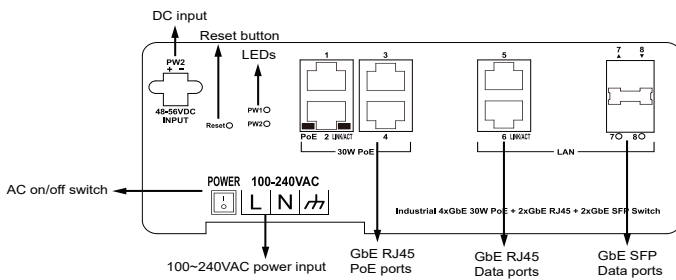 DC input
Reset button
LEDs
PW2
+ -
48-56VDC
INPUT
Reset
PW1
PW2
1 3
PoE 2 LINK/ACT 4
30W PoE
5
6 LINK/ACT
7 8
7 8
LAN
AC on/off switch
POWER 100-240VAC
L N
Industrial 4xGbE 30W PoE + 2xGbE RJ45 + 2xGbE SFP Switch
100~240VAC power input
GbE RJ45
PoE ports
GbE RJ45
Data ports
GbE SFP
Data ports